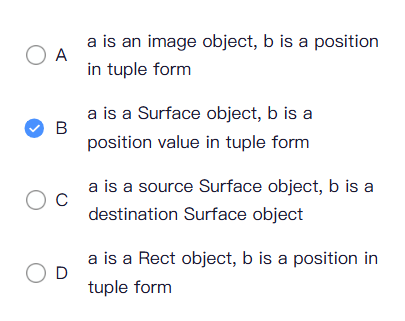 A a is an image object, b is a position
in tuple form
B a is a Surface object, b is a
position value in tuple form
C a is a source Surface object, b is a
destination Surface object
D a is a Rect object, b is a position in
tuple form